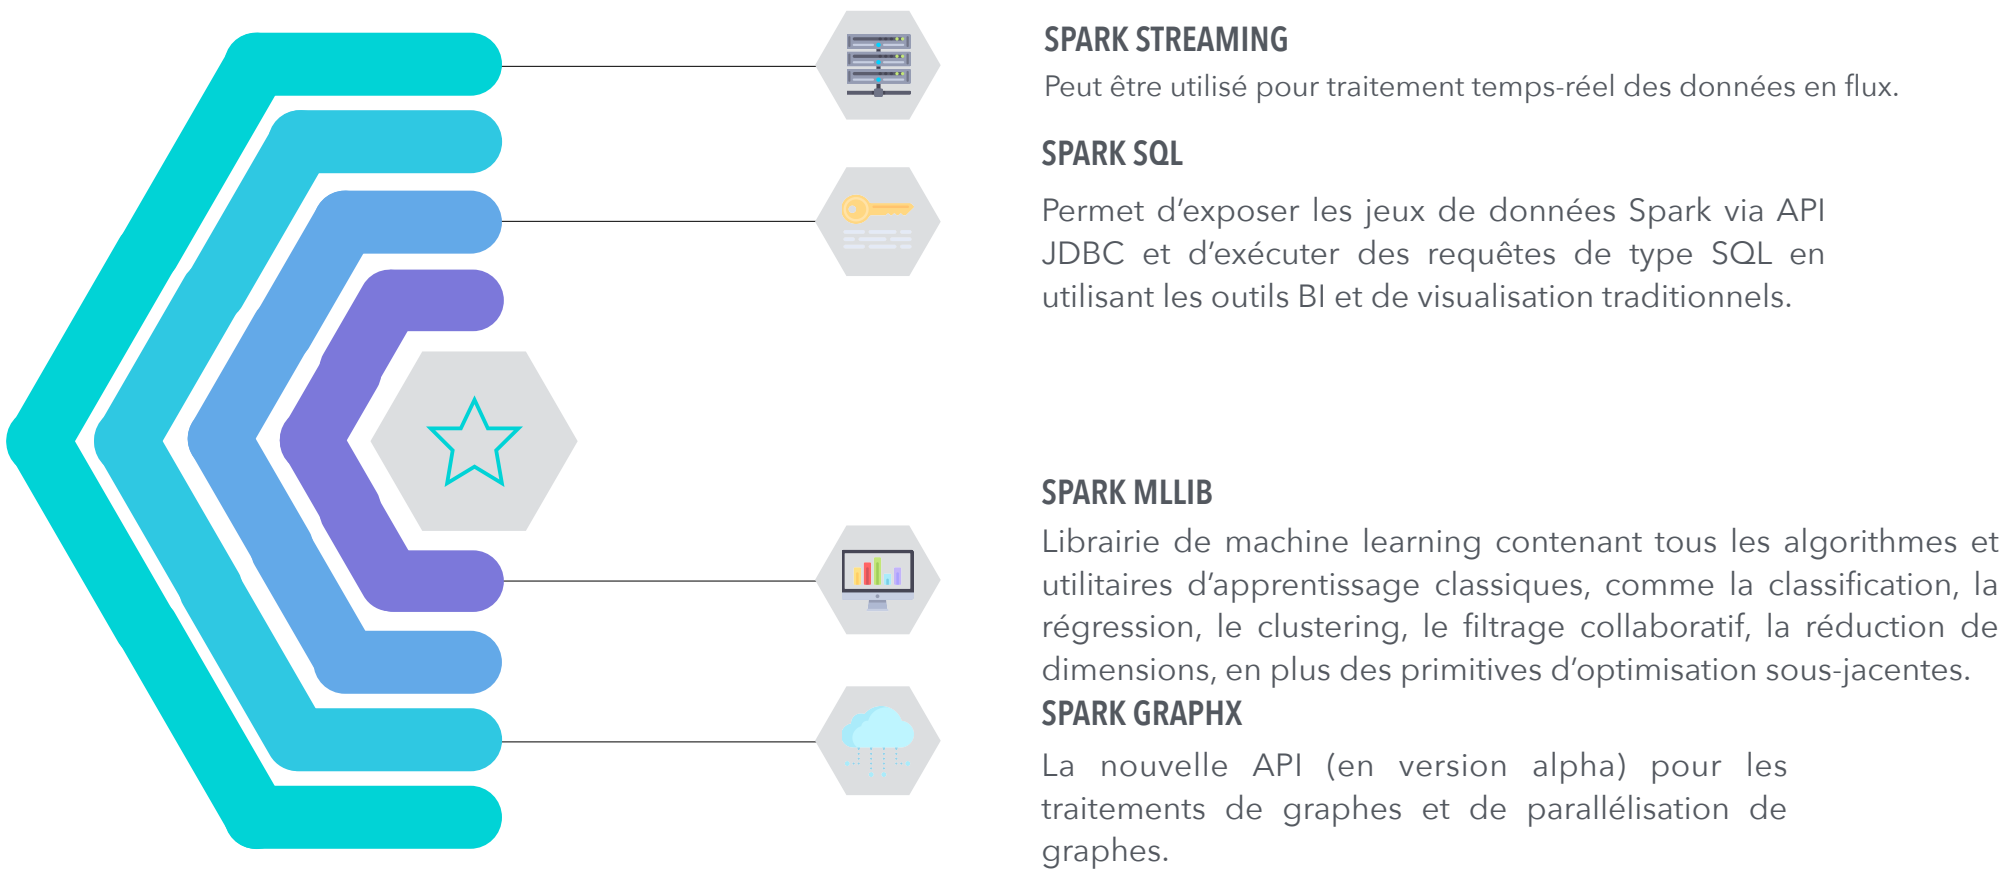 SPARK STREAMING
Peut être utilisé pour traitement temps-réel des données en flux.
SPARK SQL
Permet d’exposer les jeux de données Spark via API
JDBC et d’exécuter des requêtes de type SQL en
utilisant les outils BI et de visualisation traditionnels.
SPARK MLLIB
Librairie de machine learning contenant tous les algorithmes et
utilitaires d’apprentissage classiques, comme la classification, la
régression, le clustering, le filtrage collaboratif, la réduction de
dimensions, en plus des primitives d’optimisation sous-jacentes.
SPARK GRAPHX
La nouvelle API (en version alpha) pour les
traitements de graphes et de parallélisation de
graphes.